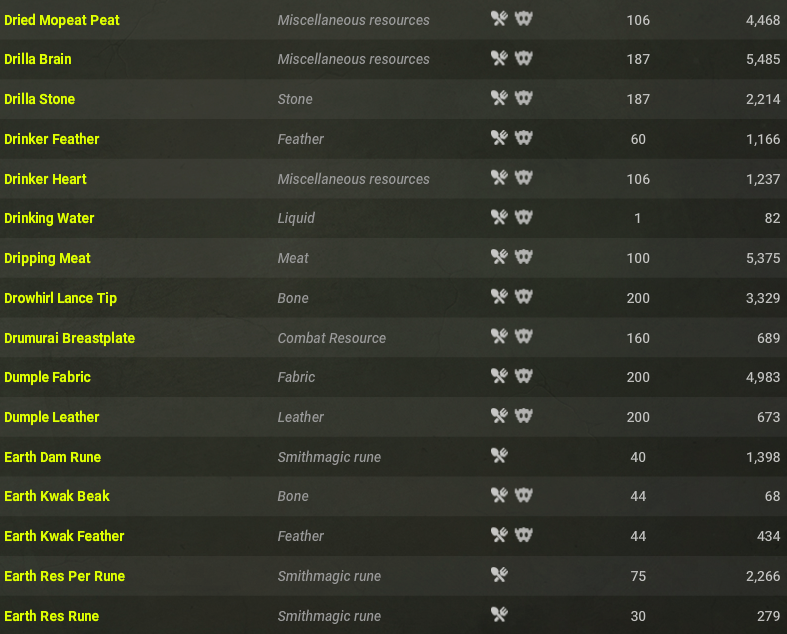 Dried Mopeat Peat Miscellaneous resources 106 4,468
Drilla Brain Miscellaneous resources 187 5,485
Drilla Stone Stone 187 2,214
Drinker Feather Feather 60 1,166
Drinker Heart Miscellaneous resources 106 1,237
Drinking Water Liquid 1 82
Dripping Meat Meat 100 5,375
Drowhirl Lance Tip Bone 200 3,329
Drumurai Breastplate Combat Resource 160 689
Dumple Fabric Fabric 200 4,983
Dumple Leather Leather 200 673
Earth Dam Rune Smithmagic rune 40 1,398
Earth Kwak Beak Bone 44 68
Earth Kwak Feather Feather 44 434
Earth Res Per Rune Smithmagic rune 75 2,266
Earth Res Rune Smithmagic rune 30 279